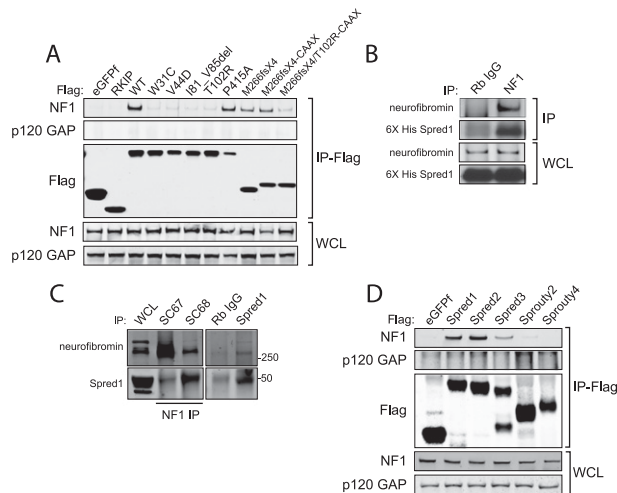 A
Flag: eGFPf RKIP WT W31C V44D I81_V85del T102R P415A M266fsX4 M266fsX4-CAAX M266fsX4/T102R-CAAX
NF1
p120 GAP
Flag
IP-Flag
NF1
p120 GAP
WCL
B
IP: Rb IgG NF1
neurofibromin
6X His Spred1
IP
neurofibromin
6X His Spred1
WCL
C
IP: WCL SC67 SC68 Rb IgG Spred1
neurofibromin
-250
Spred1
-50
NF1 IP
D
Flag: eGFPf Spred1 Spred2 Spred3 Sprouty2 Sprouty4
NF1
p120 GAP
Flag
IP-Flag
NF1
p120 GAP
WCL